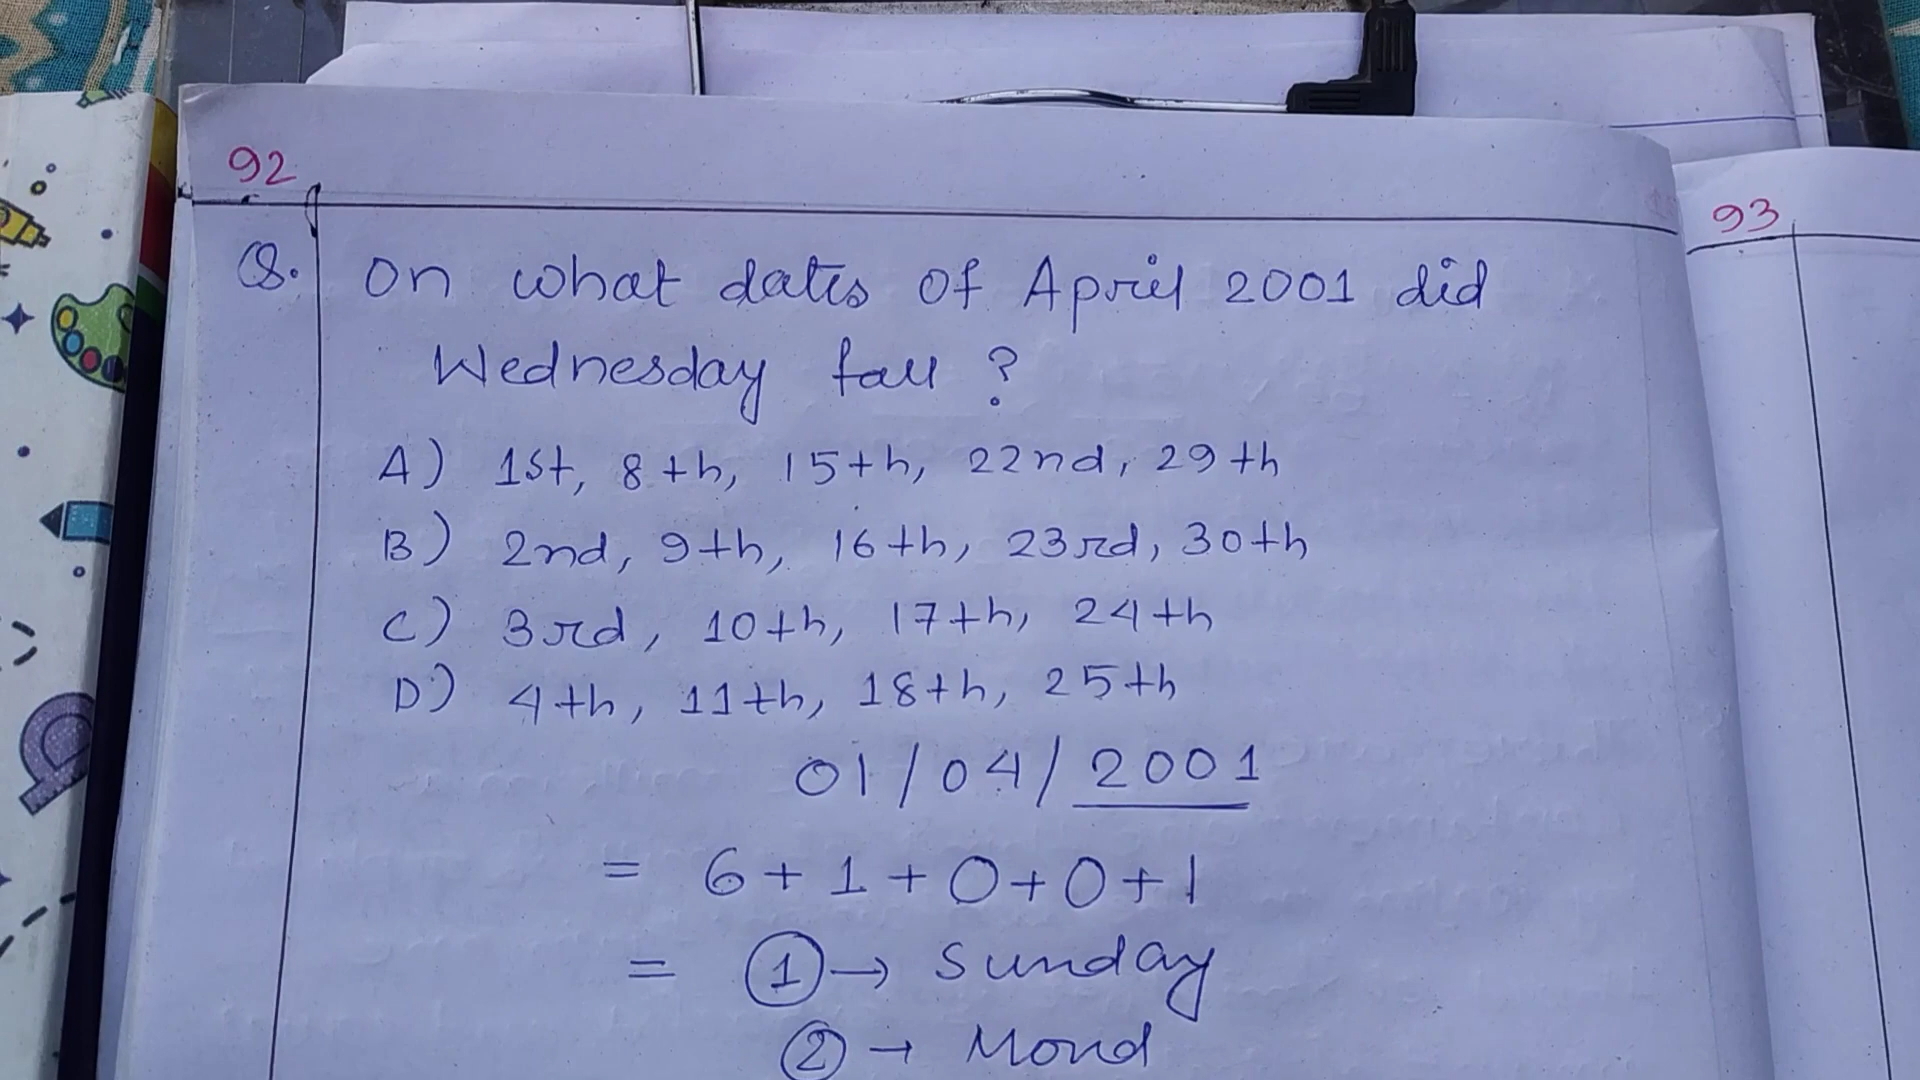 92
93
Q. On what dates of April 2001 did
Wednesday fall ?
A) 1st, 8th, 15th, 22nd, 29th
B) 2nd, 9th, 16th, 23rd, 30th
C) 3rd, 10th, 17th, 24th
D) 4th, 11th, 18th, 25th
01/04/2001
= 6+1+0+0+1
= 1 → Sunday
2 → Mond